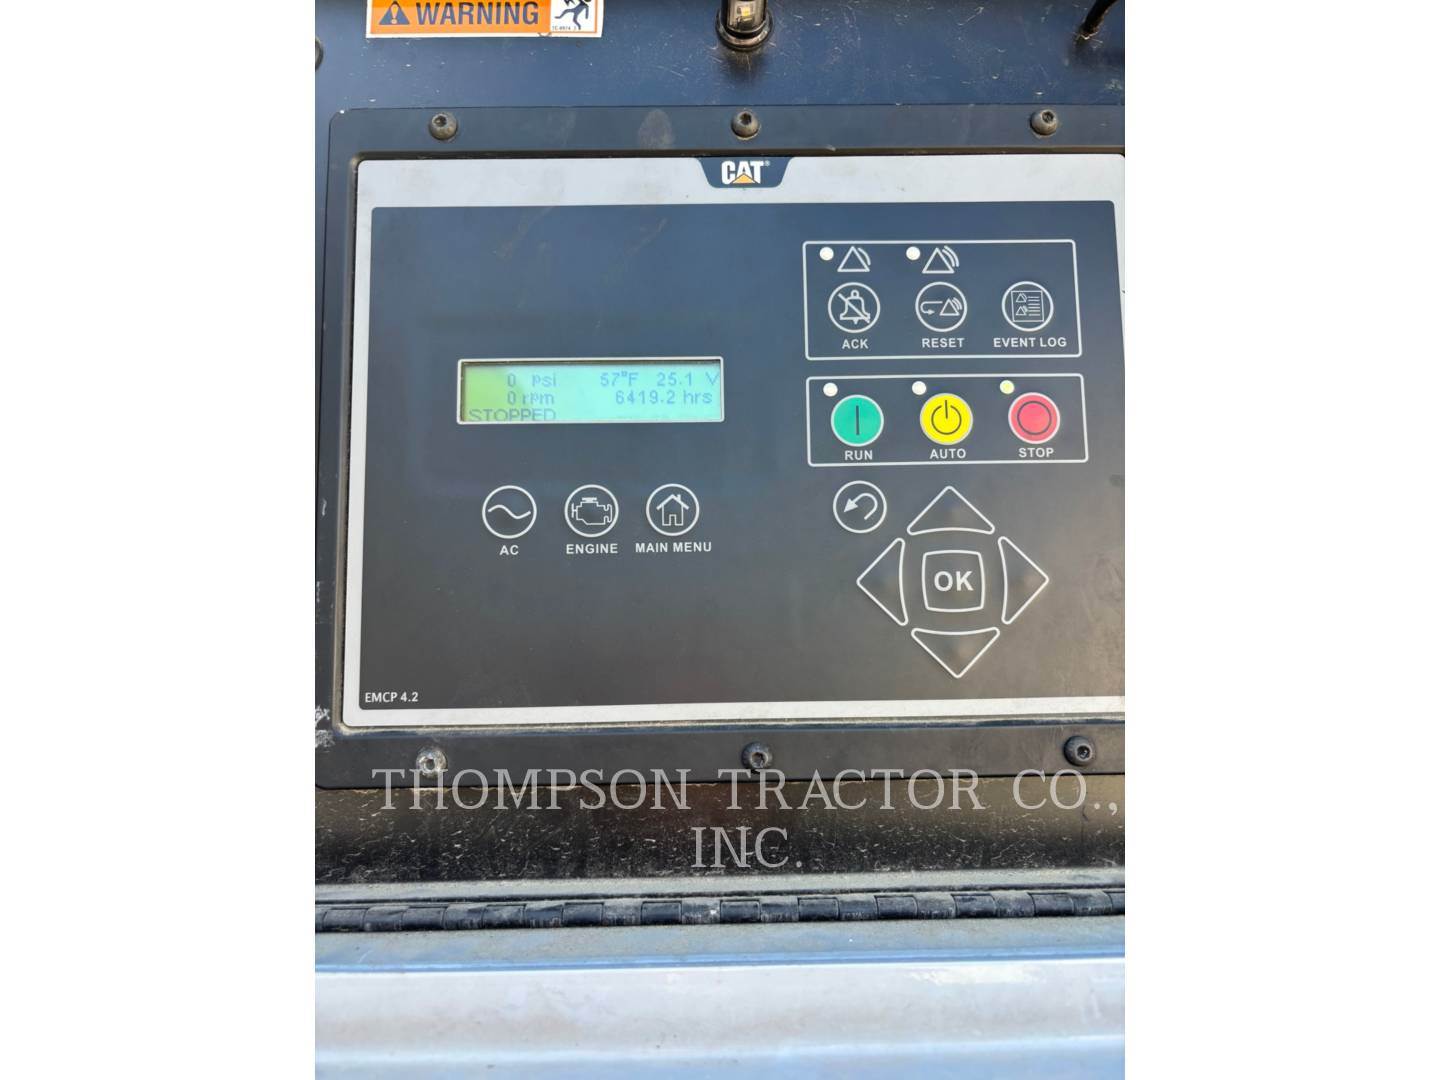 WARNING
CAT
ACK RESET EVENT LOG
0 psi 57°F 25.1 V
0 rpm 6419.2 hrs
STOPPED
RUN AUTO STOP
AC ENGINE MAIN MENU
OK
EMCP 4.2
THOMPSON TRACTOR CO.,
INC.